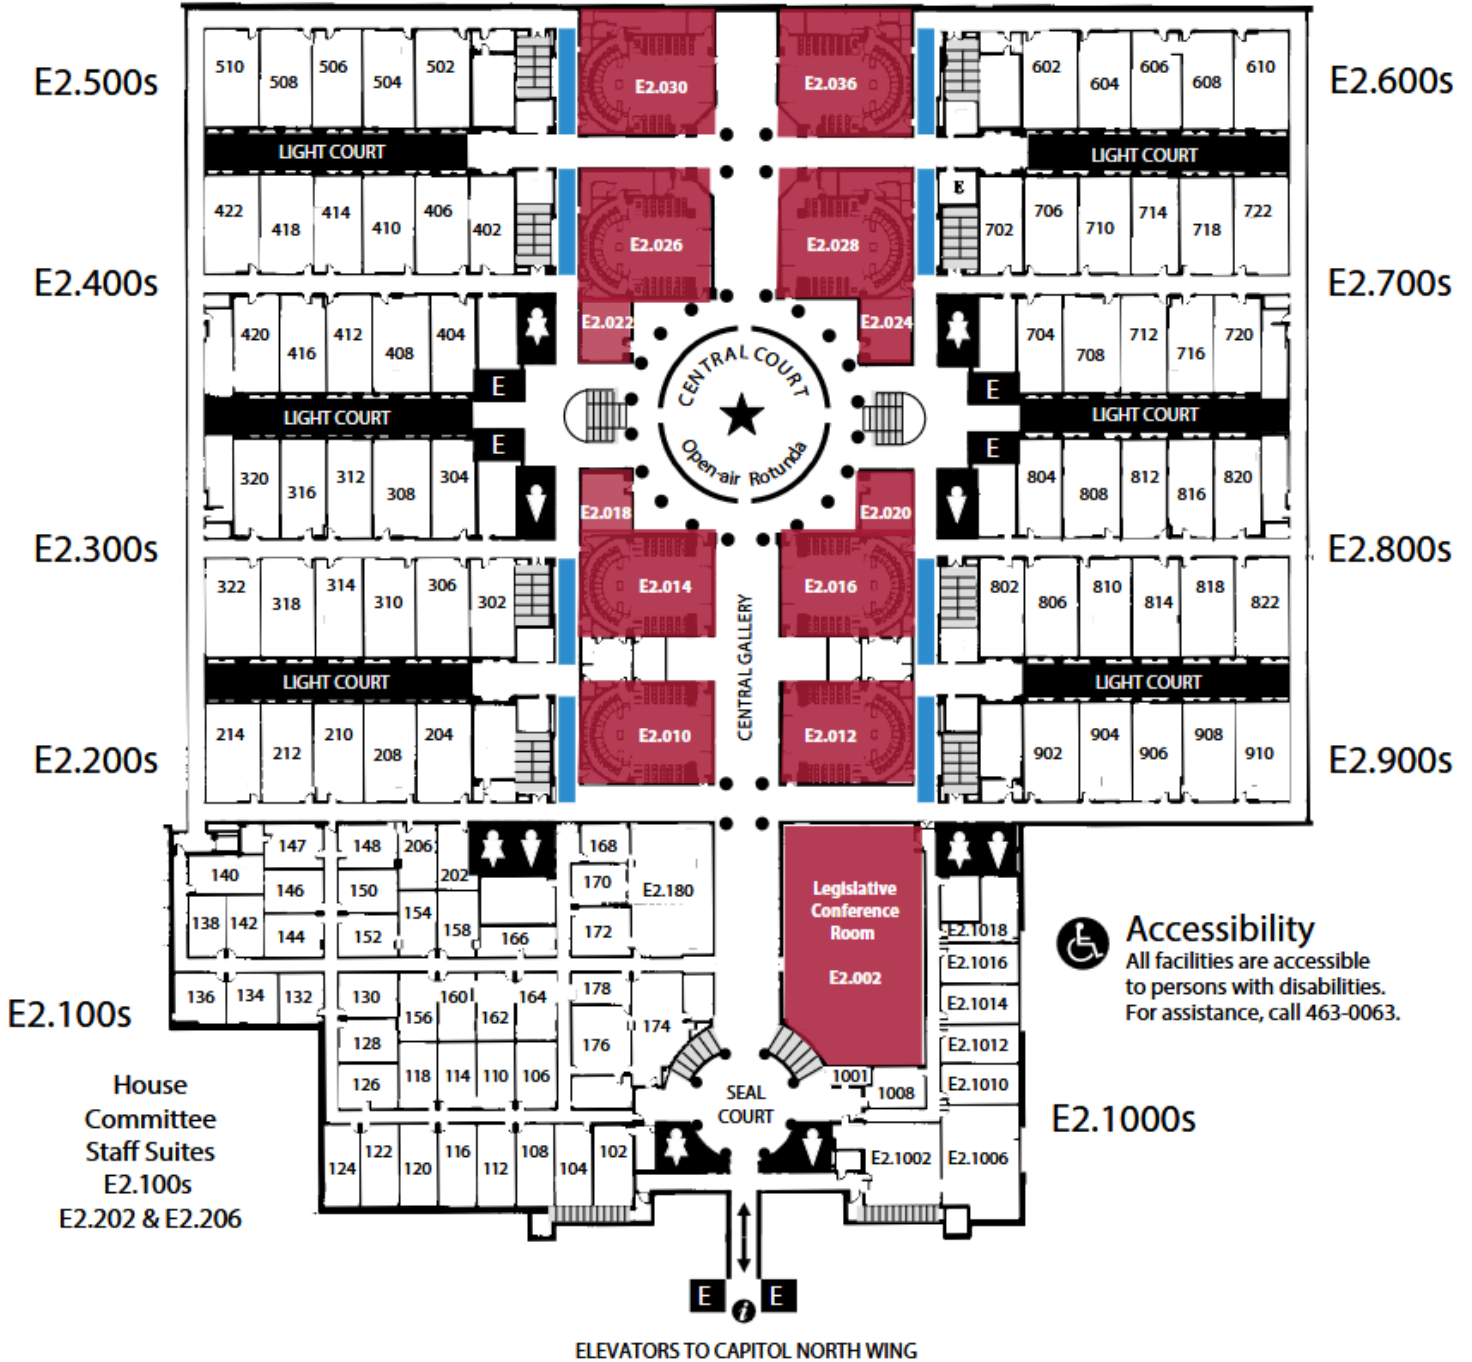 E2.500s
510
508
506
504
502
E2.030
E2.036
602
604
606
608
610
E2.600s
LIGHT COURT
LIGHT COURT
422
418
414
410
406
402
E2.026
E2.028
E
702
706
710
714
718
722
E2.400s
E2.700s
420
416
412
408
404
E2.022
E2.024
704
708
712
716
720
E
E
CENTRAL COURT
Open-air Rotunda
LIGHT COURT
LIGHT COURT
E
E
320
316
312
308
304
E2.018
E2.020
804
808
812
816
820
E2.300s
E2.800s
322
318
314
310
306
302
E2.014
E2.016
802
806
810
814
818
822
CENTRAL GALLERY
LIGHT COURT
LIGHT COURT
214
212
210
208
204
E2.010
E2.012
902
904
906
908
910
E2.200s
E2.900s
147
148
206
168
140
146
150
202
170
E2.180
138
142
144
152
154
158
166
172
Legislative
Conference
Room
E2.002
E2.1018
E2.1016
E2.1014
E2.1012
E2.1010
Accessibility
All facilities are accessible
to persons with disabilities.
For assistance, call 463-0063.
E2.100s
136
134
132
130
160
164
178
156
162
174
128
176
126
118
114
110
106
1001
1008
SEAL
COURT
E2.1000s
House
Committee
Staff Suites
E2.100s
E2.202 & E2.206
124
122
120
116
112
108
104
102
E2.1002
E2.1006
E
i
E
ELEVATORS TO CAPITOL NORTH WING